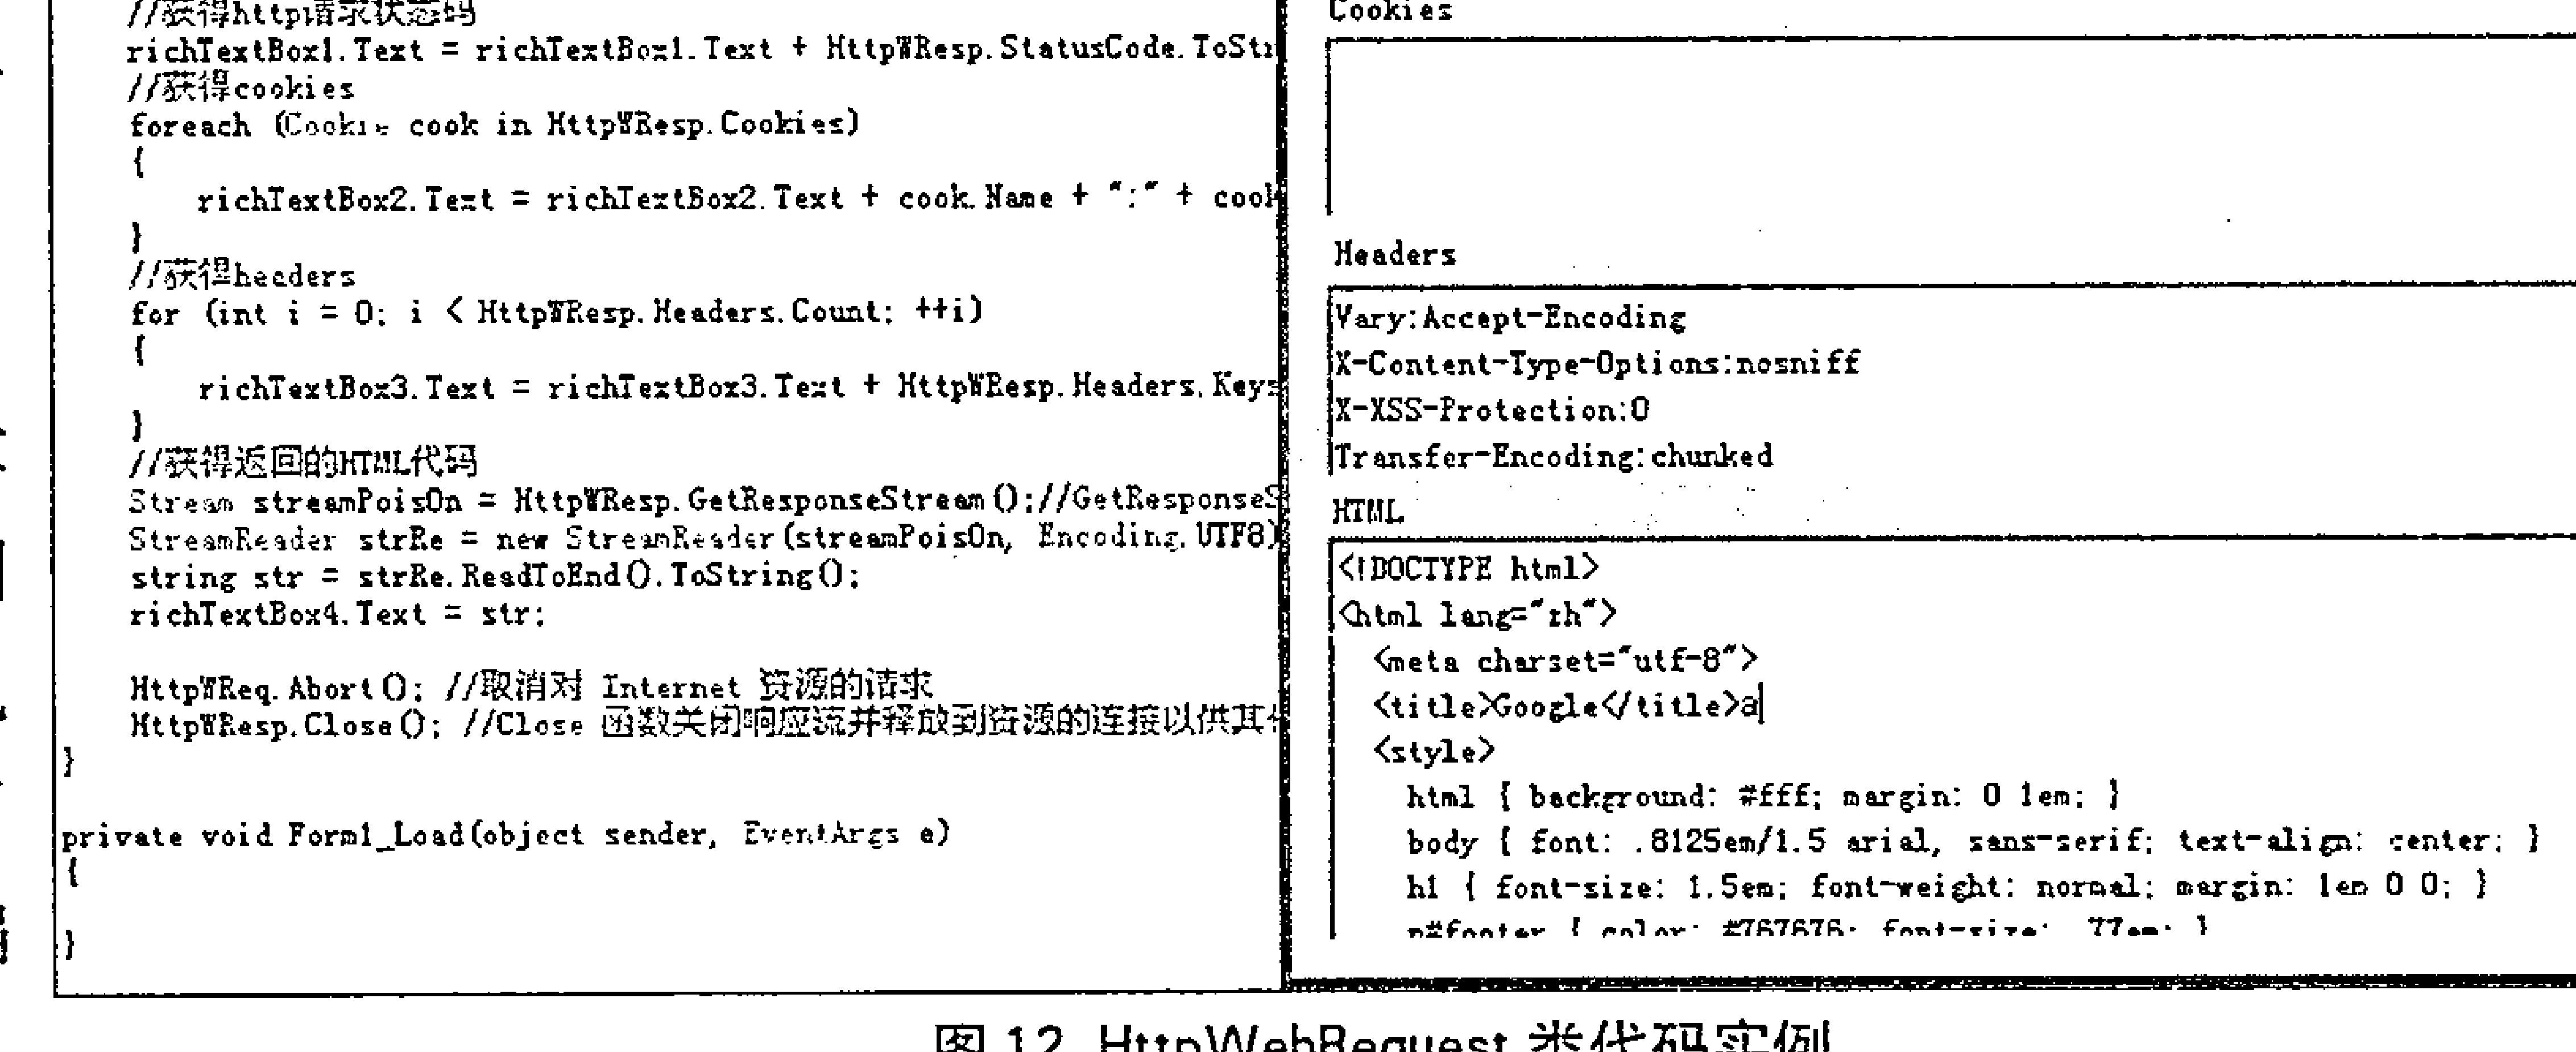 //获得http请求状态码
richTextBox1.Text = richTextBox1.Text + HttpWResp.StatusCode.ToStr
//获得cookies
foreach (Cookie cook in HttpWResp.Cookies)
{
richTextBox2.Text = richTextBox2.Text + cook.Name + ":" + cook
}
//获得headers
for (int i = 0; i < HttpWResp.Headers.Count; ++i)
{
richTextBox3.Text = richTextBox3.Text + HttpWResp.Headers.Keys
}
//获得返回的HTML代码
Stream streamPoisOn = HttpWResp.GetResponseStream();//GetResponseS
StreamReader strRe = new StreamReader(streamPoisOn, Encoding.UTF8)
string str = strRe.ReadToEnd().ToString();
richTextBox4.Text = str;
HttpWReq.Abort(); //取消对 Internet 资源的请求
HttpWResp.Close(); //Close 函数关闭响应流并释放到资源的连接以供其
}
private void Form1_Load(object sender, EventArgs e)
{
}
Cookies
Headers
Vary:Accept-Encoding
X-Content-Type-Options:nosniff
X-XSS-Protection:0
Transfer-Encoding:chunked
HTML
<!DOCTYPE html>
<html lang="zh">
<meta charset="utf-8">
<title>Google</title>a
<style>
html { background: #fff; margin: 0 1em; }
body { font: .8125em/1.5 arial, sans-serif; text-align: center; }
h1 { font-size: 1.5em; font-weight: normal; margin: 1em 0 0; }
p#footer { color: #767676; font-size: .77em; }
图 12 HttpWebRequest 类代码实例